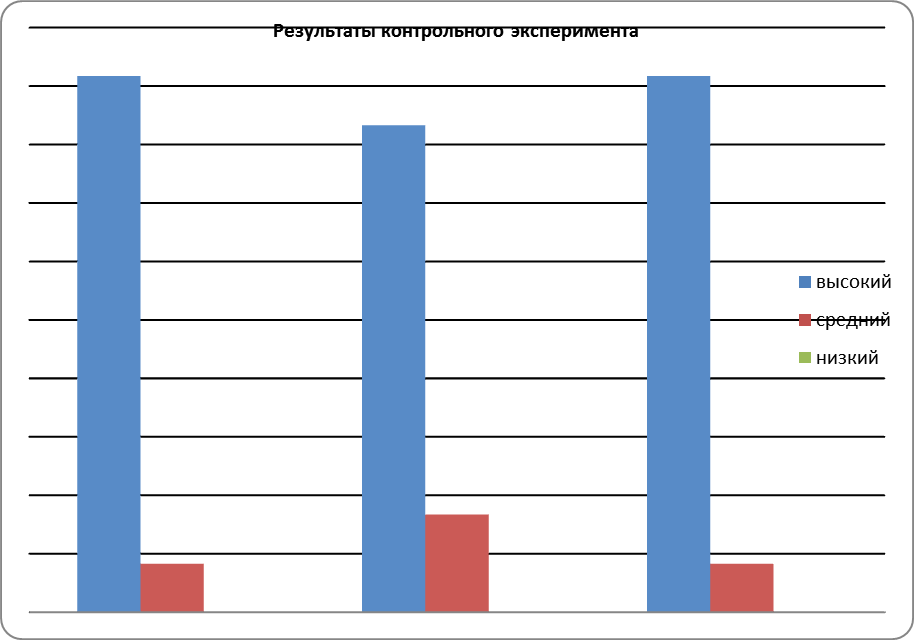 Результаты контрольного эксперимента
высокий
средний
низкий